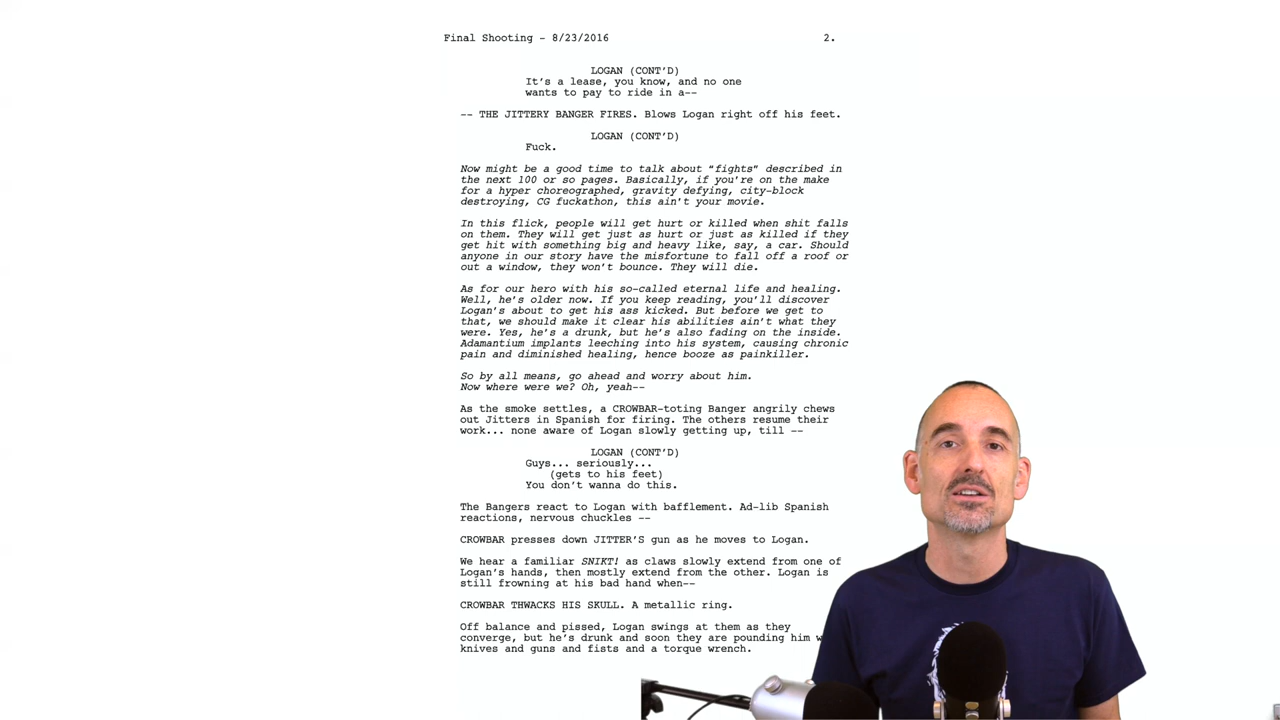 Final Shooting - 8/23/2016 2.
LOGAN (CONT'D)
It's a lease, you know, and no one
wants to pay to ride in a--
-- THE JITTERY BANGER FIRES. Blows Logan right off his feet.
LOGAN (CONT'D)
Fuck.
Now might be a good time to talk about "fights" described in
the next 100 or so pages. Basically, if you're on the make
for a hyper choreographed, gravity defying, city-block
destroying, CG fuckathon, this ain't your movie.
In this flick, people will get hurt or killed when shit falls
on them. They will get just as hurt or just as killed if they
get hit with something big and heavy like, say, a car. Should
anyone in our story have the misfortune to fall off a roof or
out a window, they won't bounce. They will die.
As for our hero with his so-called eternal life and healing.
Well, he's older now. If you keep reading, you'll discover
Logan's about to get his ass kicked. But before we get to
that, we should make it clear his abilities ain't what they
were. Yes, he's a drunk, but he's also fading on the inside.
Adamantium implants leeching into his system, causing chronic
pain and diminished healing, hence booze as painkiller.
So by all means, go ahead and worry about him.
Now where were we? Oh, yeah--
As the smoke settles, a CROWBAR-toting Banger angrily chews
out Jitters in Spanish for firing. The others resume their
work... none aware of Logan slowly getting up, till --
LOGAN (CONT'D)
Guys... seriously...
(gets to his feet)
You don't wanna do this.
The Bangers react to Logan with bafflement. Ad-lib Spanish
reactions, nervous chuckles --
CROWBAR presses down JITTER'S gun as he moves to Logan.
We hear a familiar SNIKT! as claws slowly extend from one of
Logan's hands, then mostly extend from the other. Logan is
still frowning at his bad hand when--
CROWBAR THWACKS HIS SKULL. A metallic ring.
Off balance and pissed, Logan swings at them as they
converge, but he's drunk and soon they are pounding him
knives and guns and fists and a torque wrench.